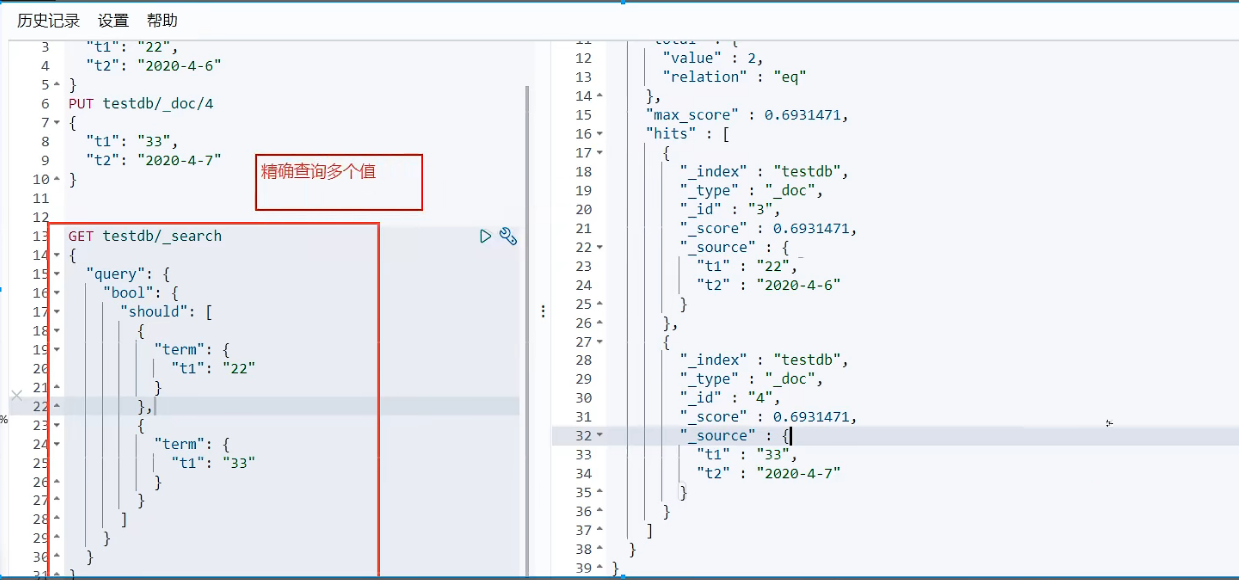 历史记录 设置 帮助
3 "t1": "22",
4 "t2": "2020-4-6"
5 }
6 PUT testdb/_doc/4
7 {
8 "t1": "33",
9 "t2": "2020-4-7"
10 }
11
12
精确查询多个值
13 GET testdb/_search
14 {
15 "query": {
16 "bool": {
17 "should": [
18 {
19 "term": {
20 "t1": "22"
21 }
22 },
23 {
24 "term": {
25 "t1": "33"
26 }
27 }
28 ]
29 }
30 }
31 }
%
11 "total" : {
12 "value" : 2,
13 "relation" : "eq"
14 },
15 "max_score" : 0.6931471,
16 "hits" : [
17 {
18 "_index" : "testdb",
19 "_type" : "_doc",
20 "_id" : "3",
21 "_score" : 0.6931471,
22 "_source" : {
23 "t1" : "22",
24 "t2" : "2020-4-6"
25 }
26 },
27 {
28 "_index" : "testdb",
29 "_type" : "_doc",
30 "_id" : "4",
31 "_score" : 0.6931471,
32 "_source" : {
33 "t1" : "33",
34 "t2" : "2020-4-7"
35 }
36 }
37 ]
38 }
39 }